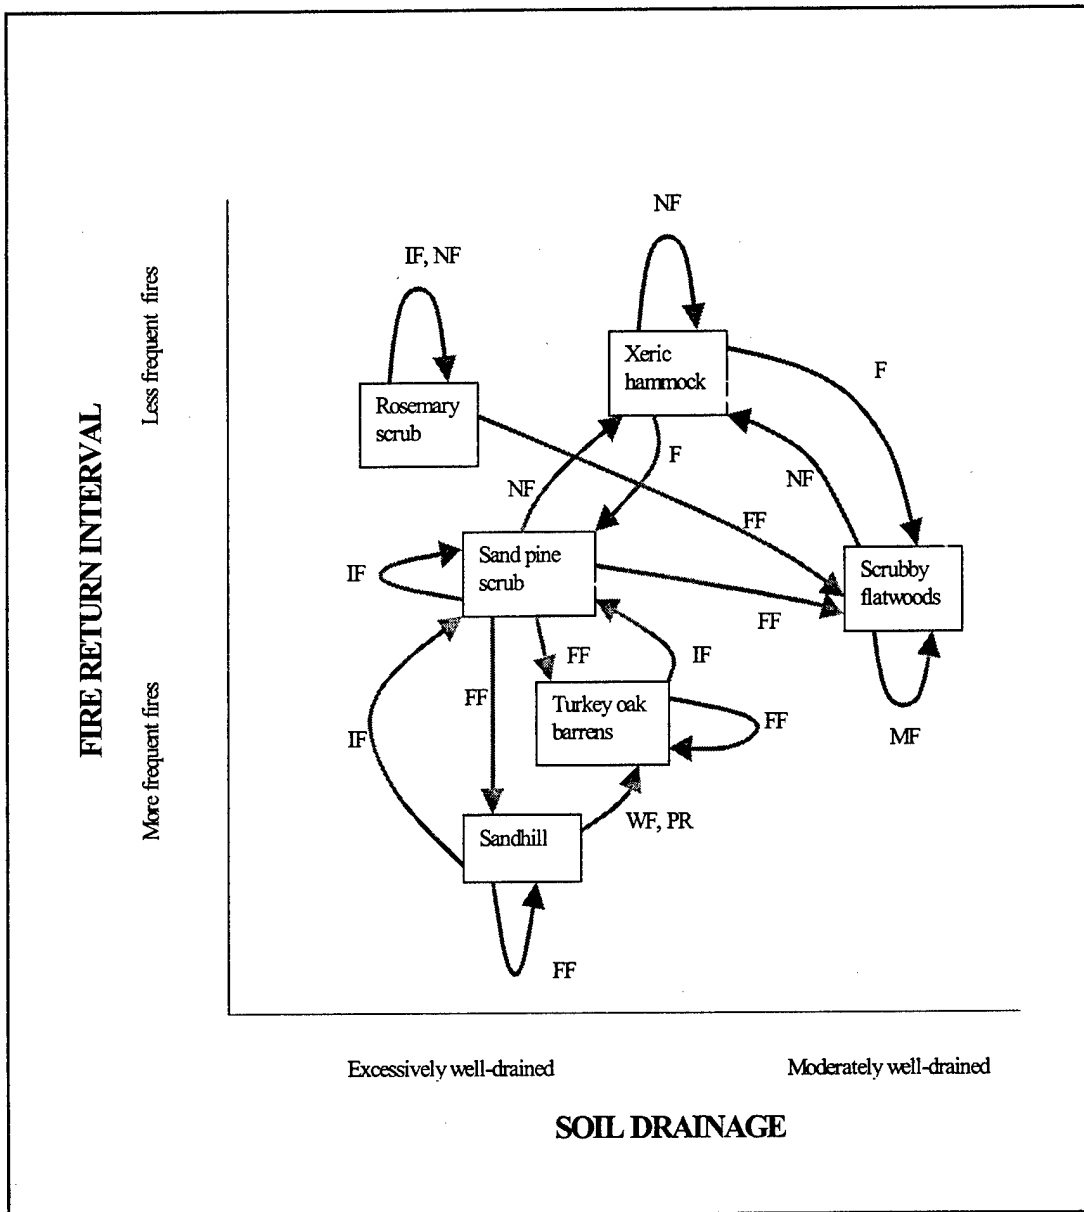 NF
IF, NF
Xeric
hammock
F
Rosemary
scrub
F
NF
NF
FF
Sand pine
scrub
Scrubby
flatwoods
IF
FF
FF
IF
FF
Turkey oak
barrens
FF
IF
MF
WF, PR
Sandhill
FF
FIRE RETURN INTERVAL
Less frequent fires
More frequent fires
Excessively well-drained
Moderately well-drained
SOIL DRAINAGE